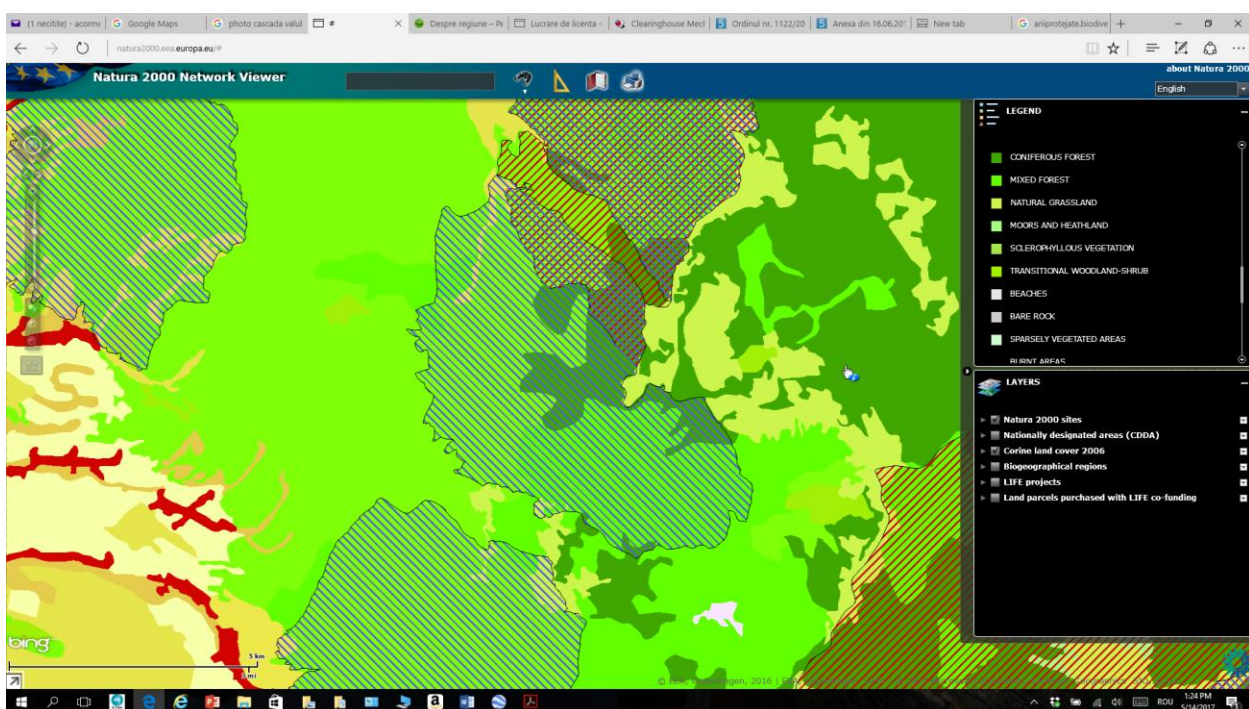 (1 necitite) - acorm
Google Maps
photo cascada valul
#
Despre regiune – P
Lucrare de licenta -
Clearinghouse Mecl
Ordinul nr. 1122/20
Anexa din 16.06.20
New tab
ariiprotejate.biodive
natura2000.eea.europa.eu/#
Natura 2000 Network Viewer
about Natura 2000
English
LEGEND
CONIFEROUS FOREST
MIXED FOREST
NATURAL GRASSLAND
MOORS AND HEATHLAND
SCLEROPHYLLOUS VEGETATION
TRANSITIONAL WOODLAND-SHRUB
BEACHES
BARE ROCK
SPARSELY VEGETATED AREAS
BURNT AREAS
LAYERS
Natura 2000 sites
Nationally designated areas (CDDA)
Corine land cover 2006
Biogeographical regions
LIFE projects
Land parcels purchased with LIFE co-funding
bing
5 km
3 mi
© EEA, Copenhagen, 2016
ROU
1:24 PM
5/14/2017